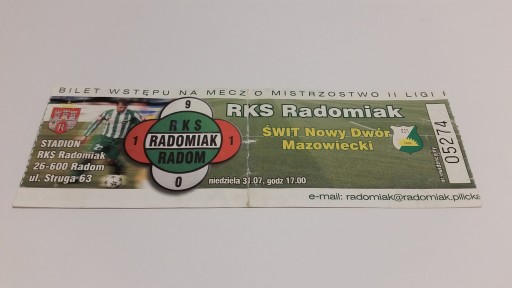 BILET WSTĘPU NA MECZ O MISTRZOSTWO II LIGI
RKS Radomiak
ŚWIT Nowy Dwór
Mazowiecki
9
RKS
1 RADOMIAK 1
RADOM
0
STADION
RKS Radomiak
26-600 Radom
ul. Struga 63
niedziela 31.07, godz 17.00
05274
e-mail: radomiak@radomiak.pilicka